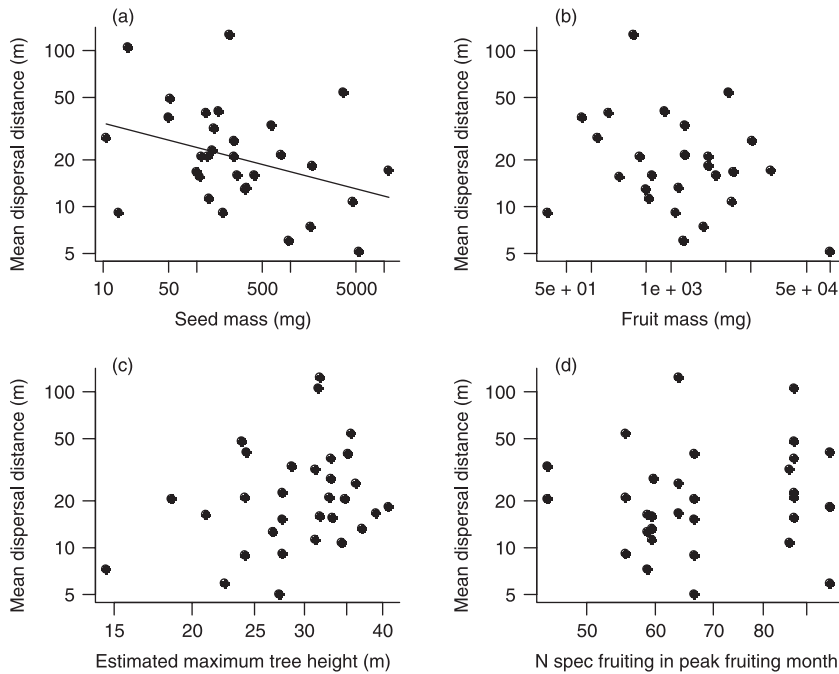 (a)
Mean dispersal distance (m)
100
50
20
10
5
10 50 500 5000
Seed mass (mg)
(b)
Mean dispersal distance (m)
100
50
20
10
5
5e + 01 1e + 03 5e + 04
Fruit mass (mg)
(c)
Mean dispersal distance (m)
100
50
20
10
5
15 20 25 30 40
Estimated maximum tree height (m)
(d)
Mean dispersal distance (m)
100
50
20
10
5
50 60 70 80
N spec fruiting in peak fruiting month